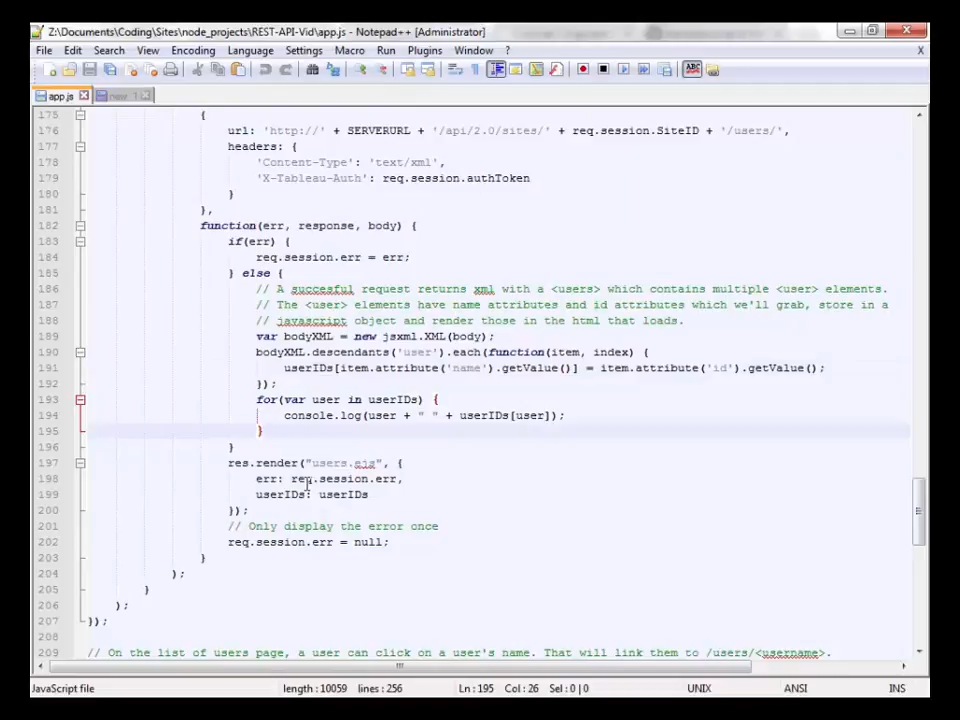 Z:\Documents\Coding\Sites\node_projects\REST-API-Vid\app.js - Notepad++ [Administrator]
File Edit Search View Encoding Language Settings Macro Run Plugins Window ? X
app.js new 1
175 {
176 url: 'http://' + SERVERURL + '/api/2.0/sites/' + req.session.SiteID + '/users/',
177 headers: {
178 'Content-Type': 'text/xml',
179 'X-Tableau-Auth': req.session.authToken
180 }
181 },
182 function(err, response, body) {
183 if(err) {
184 req.session.err = err;
185 } else {
186 // A succesful request returns xml with a <users> which contains multiple <user> elements.
187 // The <user> elements have name attributes and id attributes which we'll grab, store in a
188 // javascript object and render those in the html that loads.
189 var bodyXML = new jsxml.XML(body);
190 bodyXML.descendants('user').each(function(item, index) {
191 userIDs[item.attribute('name').getValue()] = item.attribute('id').getValue();
192 });
193 for(var user in userIDs) {
194 console.log(user + " " + userIDs[user]);
195 }
196 }
197 res.render("users.ejs", {
198 err: req.session.err,
199 userIDs: userIDs
200 });
201 // Only display the error once
202 req.session.err = null;
203 }
204 );
205 }
206 );
207 });
208
209 // On the list of users page, a user can click on a user's name. That will link them to /users/<username>.
JavaScript file length : 10059 lines : 256 Ln : 195 Col : 26 Sel : 0 | 0 UNIX ANSI INS